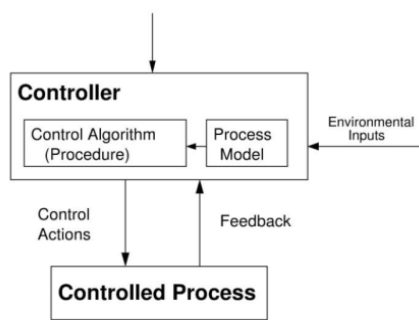 Controller
Control Algorithm
(Procedure)
Process
Model
Environmental
Inputs
Control
Actions
Feedback
Controlled Process